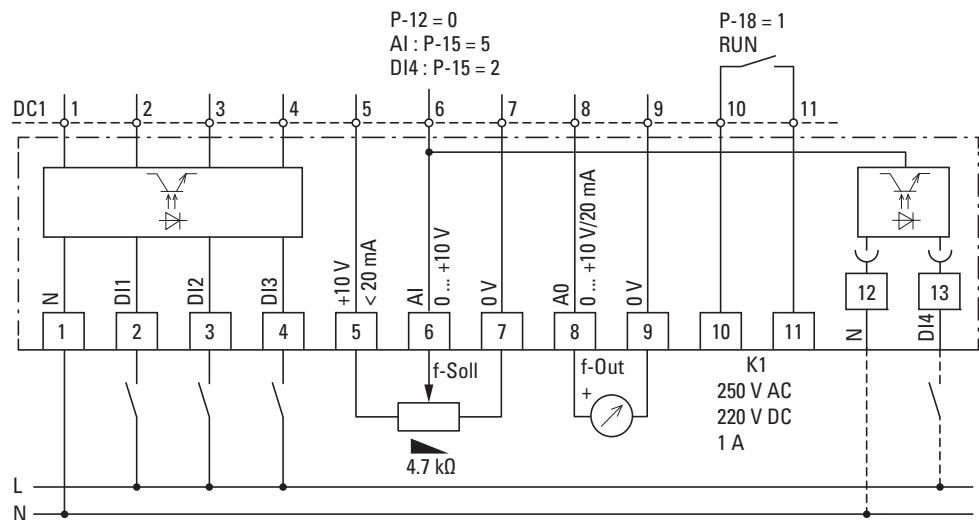 P-12 = 0
AI : P-15 = 5
DI4 : P-15 = 2
P-18 = 1
RUN
DC1 1 2 3 4 5 6 7 8 9 10 11
N
DI1
DI2
DI3
+10 V
< 20 mA
AI
0 ... +10 V
0 V
A0
0 ... +10 V/20 mA
0 V
12 13
N
DI4
1 2 3 4 5 6 7 8 9 10 11
f-Soll
4.7 kΩ
f-Out
+
K1
250 V AC
220 V DC
1 A
L
N